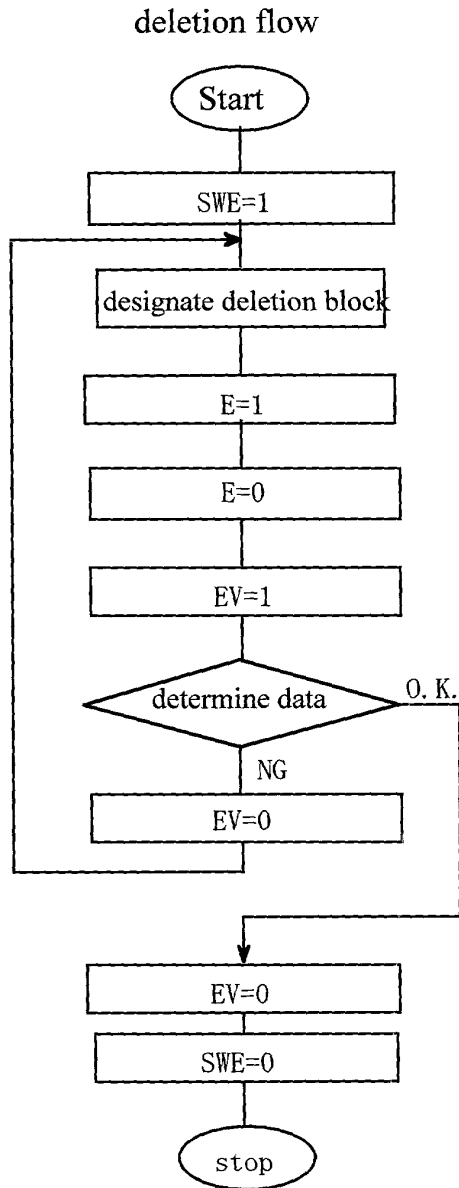 deletion flow
Start
SWE=1
designate deletion block
E=1
E=0
EV=1
determine data
O.K.
NG
EV=0
EV=0
SWE=0
stop